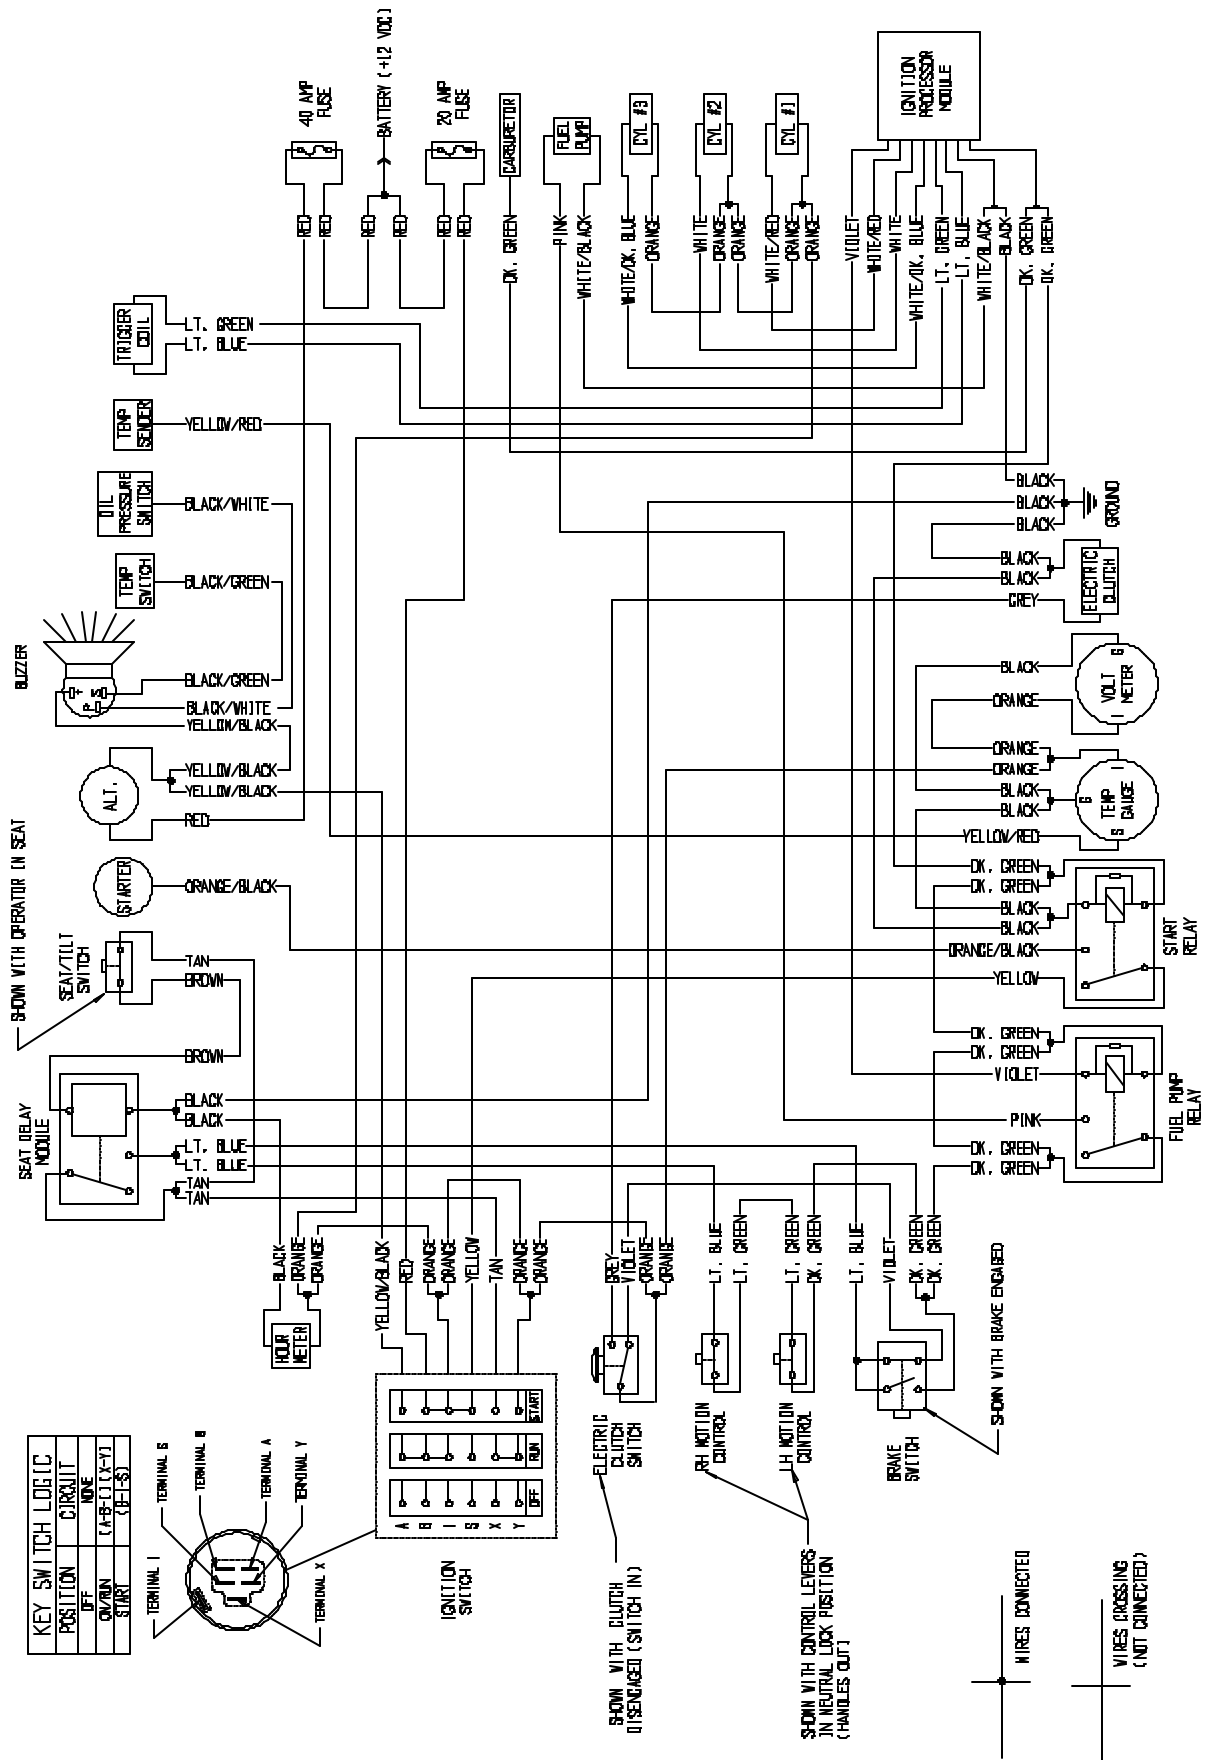 BATTERY (+12 VDC)
40 AMP
FUSE
20 AMP
FUSE
CARBURETOR
FUEL
PUMP
CYL #3
CYL #2
CYL #1
IGNITION
PROCESSOR
MODULE
RED
RED
RED
RED
RED
RED
DK. GREEN
PINK
WHITE/BLACK
WHITE/DK. BLUE
ORANGE
WHITE
ORANGE
ORANGE
WHITE/RED
ORANGE
ORANGE
VIOLET
WHITE/RED
WHITE
WHITE/DK. BLUE
LT. GREEN
LT. BLUE
WHITE/BLACK
BLACK
DK. GREEN
DK. GREEN
TRIGGER
COIL
LT. GREEN
LT. BLUE
TEMP
SENDER
YELLOW/RED
OIL
PRESSURE
SWITCH
BLACK/WHITE
TEMP
SWITCH
BLACK/GREEN
BUZZER
+
S
P
BLACK/GREEN
BLACK/WHITE
YELLOW/BLACK
ALT.
YELLOW/BLACK
YELLOW/BLACK
RED
STARTER
ORANGE/BLACK
SHOWN WITH OPERATOR IN SEAT
SEAT/TILT
SWITCH
TAN
BROWN
BROWN
SEAT DELAY
MODULE
BLACK
BLACK
LT. BLUE
LT. BLUE
TAN
TAN
BLACK
BLACK
BLACK
GROUND
BLACK
BLACK
GREY
ELECTRIC
CLUTCH
BLACK
ORANGE
G
VOLT
METER
I
ORANGE
ORANGE
BLACK
BLACK
YELLOW/RED
I
G
TEMP
GAUGE
S
DK. GREEN
DK. GREEN
BLACK
BLACK
ORANGE/BLACK
YELLOW
START
RELAY
DK. GREEN
DK. GREEN
VIOLET
PINK
DK. GREEN
DK. GREEN
FUEL PUMP
RELAY
BLACK
ORANGE
ORANGE
HOUR
METER
YELLOW/BLACK
RED
ORANGE
ORANGE
YELLOW
TAN
ORANGE
ORANGE
GREY
VIOLET
ORANGE
ORANGE
LT. BLUE
LT. GREEN
LT. GREEN
DK. GREEN
LT. BLUE
VIOLET
DK. GREEN
DK. GREEN
START
RUN
OFF
A
B
I
S
X
Y
IGNITION
SWITCH
ELECTRIC
CLUTCH
SWITCH
SHOWN WITH CLUTCH
DISENGAGED (SWITCH IN)
RH MOTION
CONTROL
LH MOTION
CONTROL
SHOWN WITH CONTROL LEVERS
IN NEUTRAL LOCK POSITION
(HANDLES OUT)
BRAKE
SWITCH
SHOWN WITH BRAKE ENGAGED
KEY SWITCH LOGIC
POSITION CIRCUIT
OFF NONE
ON/RUN (A-B-I)(X-Y)
START (B-I-S)
TERMINAL I
TERMINAL S
TERMINAL B
TERMINAL A
TERMINAL Y
TERMINAL X
WIRES CONNECTED
WIRES CROSSING
(NOT CONNECTED)